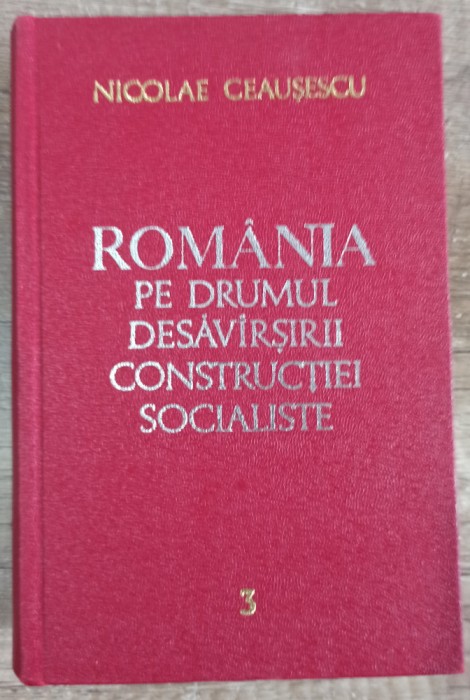 NICOLAE CEAUȘESCU
ROMÂNIA
PE DRUMUL
DESĂVÎRȘIRII
CONSTRUCȚIEI
SOCIALISTE
3